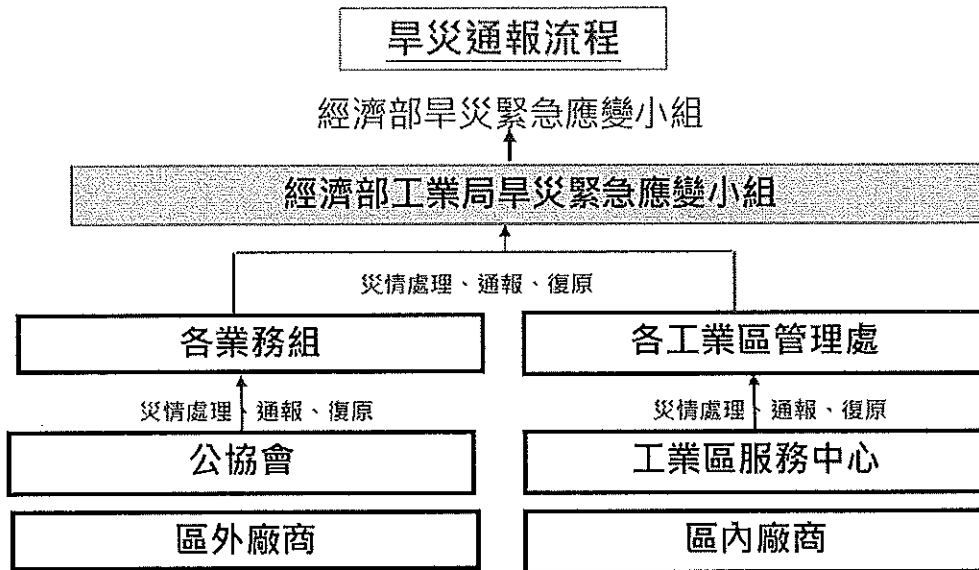 旱災通報流程
經濟部旱災緊急應變小組
經濟部工業局旱災緊急應變小組
災情處理、通報、復原
各業務組
各工業區管理處
災情處理、通報、復原
災情處理、通報、復原
公協會
工業區服務中心
區外廠商
區內廠商